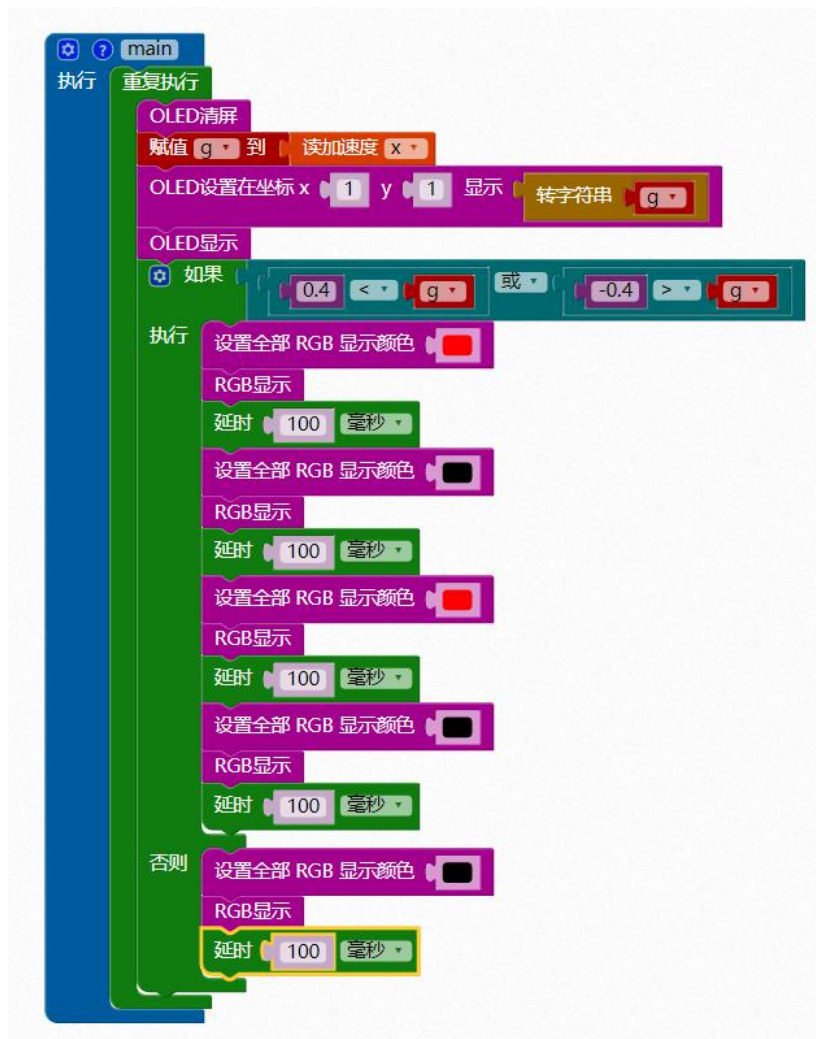 main
执行 重复执行
OLED清屏
赋值 g 到 读加速度 x
OLED设置在坐标 x 1 y 1 显示 转字符串 g
OLED显示
如果 0.4 < g 或 -0.4 > g
执行 设置全部 RGB 显示颜色
RGB显示
延时 100 毫秒
设置全部 RGB 显示颜色
RGB显示
延时 100 毫秒
设置全部 RGB 显示颜色
RGB显示
延时 100 毫秒
设置全部 RGB 显示颜色
RGB显示
延时 100 毫秒
否则 设置全部 RGB 显示颜色
RGB显示
延时 100 毫秒